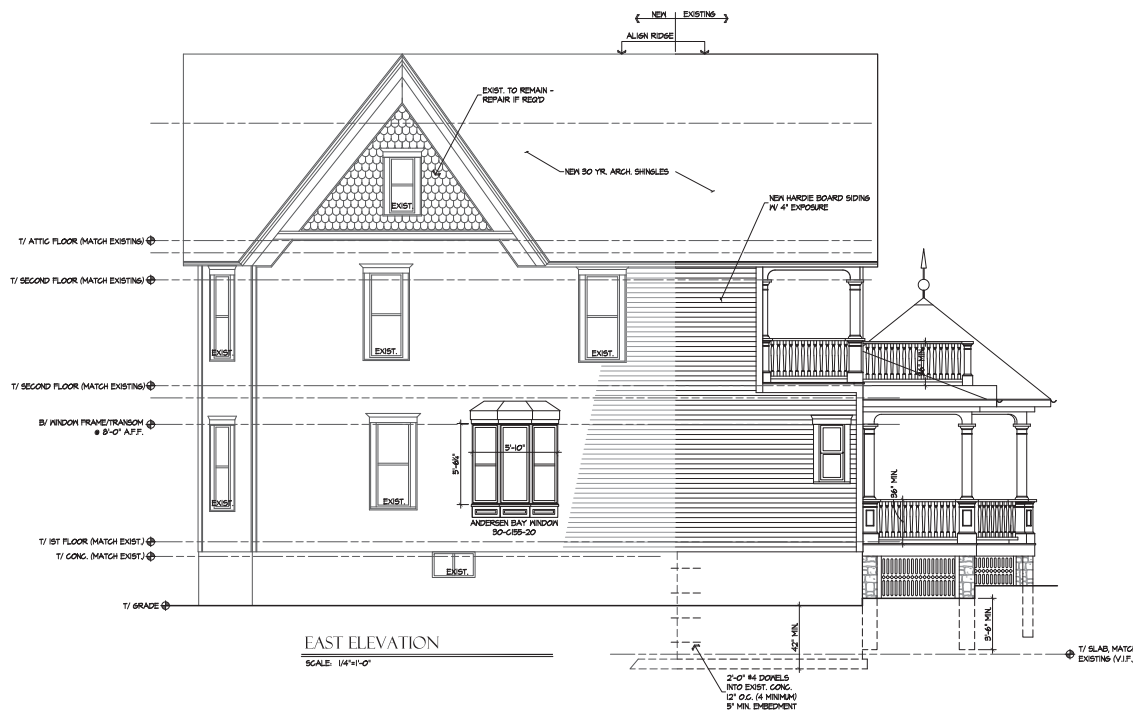 NEW EXISTING
ALIGN RIDGE
EXIST. TO REMAIN -
REPAIR IF REQ'D
EXIST.
NEW 30 YR. ARCH. SHINGLES
NEW HARDIE BOARD SIDING
W/ 4" EXPOSURE
T/ ATTIC FLOOR (MATCH EXISTING)
T/ SECOND FLOOR (MATCH EXISTING)
EXIST.
EXIST.
EXIST.
36" MIN.
T/ SECOND FLOOR (MATCH EXISTING)
B/ WINDOW FRAME/TRANSOM
@ 8'-0" A.F.F.
5'-10"
36" MIN.
EXIST.
EXIST.
ANDERSEN BAY WINDOW
30-C155-20
T/ 1ST FLOOR (MATCH EXIST.)
T/ CONC. (MATCH EXIST.)
EXIST.
T/ GRADE
42" MIN.
3'-6" MIN.
EAST ELEVATION
SCALE: 1/4"=1'-0"
T/ SLAB, MATC
EXISTING (V.I.F.
2'-0" #4 DOWELS
INTO EXIST. CONC.
12" O.C. (4 MINIMUM)
5" MIN. EMBEDMENT